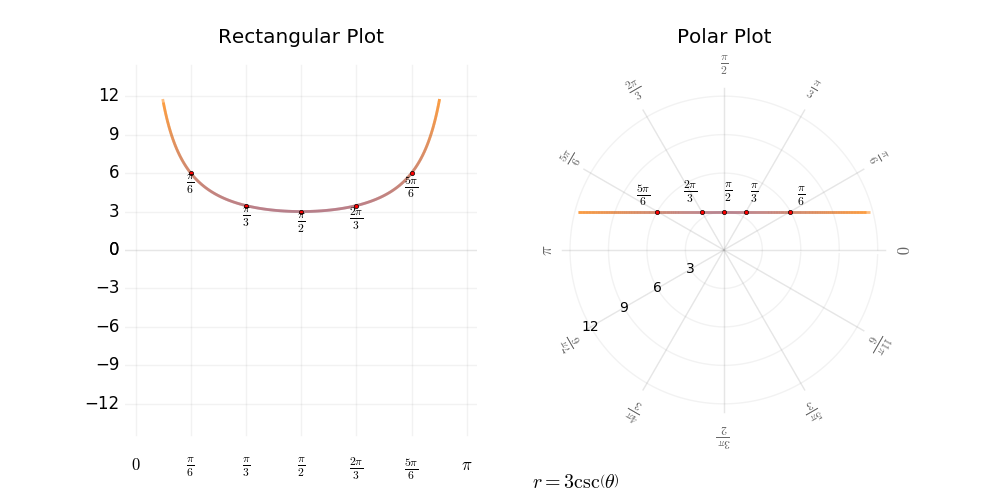 Rectangular Plot
12
9
6
3
0
−3
−6
−9
−12
π/6
π/3
π/2
2π/3
5π/6
0 π/6 π/3 π/2 2π/3 5π/6 π
Polar Plot
π/2
2π/3 π/3
5π/6 π/6
5π/6 2π/3 π/2 π/3 π/6
π 0
3
6
9
12
7π/6 11π/6
4π/3 5π/3
3π/2
r = 3csc(θ)